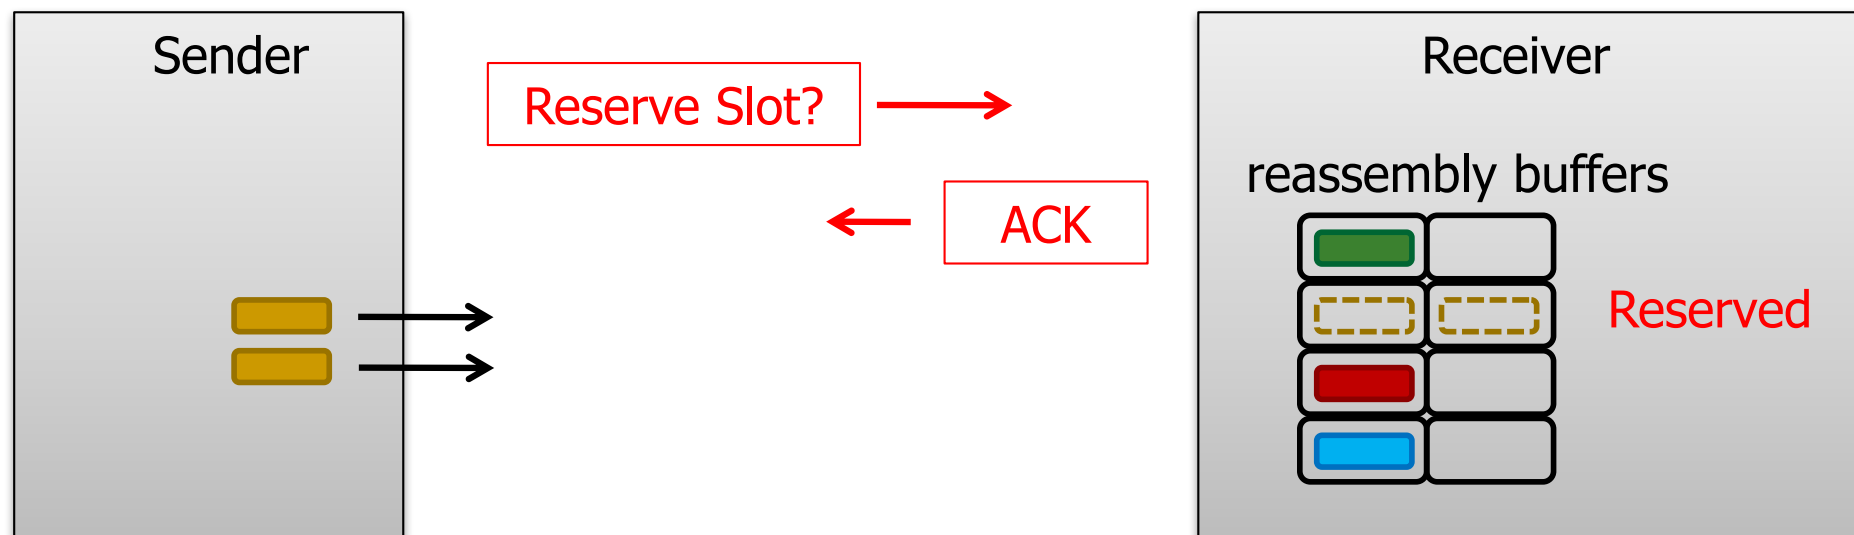 Sender
Reserve Slot?
Receiver
reassembly buffers
ACK
Reserved